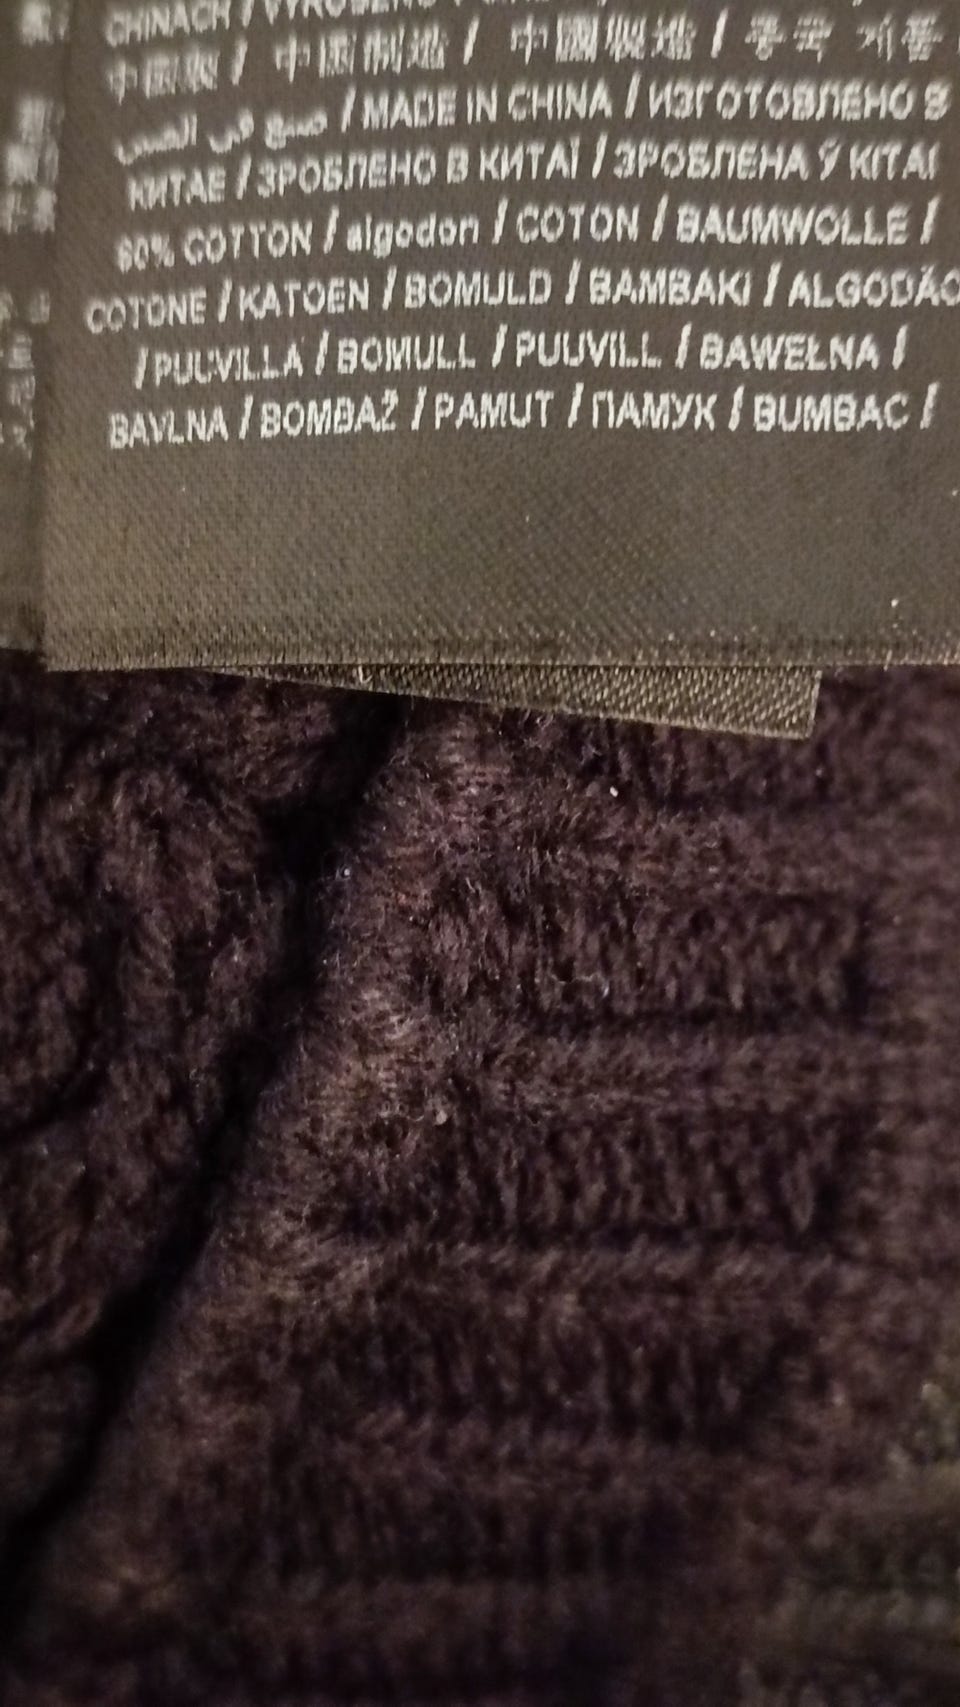 CHINACH / VYROBENO
中國製 / 中国制造 / 中國製造 / 중국 제품
صنع في الصين / MADE IN CHINA / ИЗГОТОВЛЕНО В
КИТАЕ / ЗРОБЛЕНО В КИТАЇ / ЗРОБЛЕНА Ў КІТАІ
60% COTTON / algodon / COTON / BAUMWOLLE /
COTONE / KATOEN / BOMULD / BAMBAKI / ALGODÃO
/ PUUVILLA / BOMULL / PUUVILL / BAWEŁNA /
BAVLNA / BOMBAŽ / PAMUT / ПАМУК / BUMBAC /